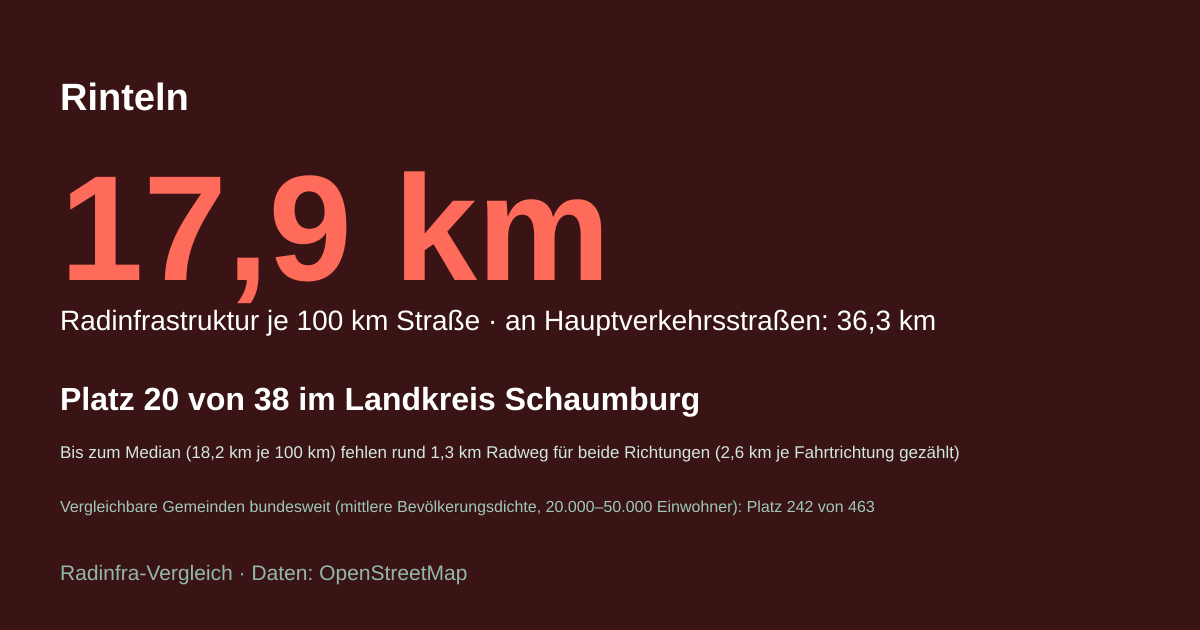 Rinteln
17,9 km
Radinfrastruktur je 100 km Straße · an Hauptverkehrsstraßen: 36,3 km
Platz 20 von 38 im Landkreis Schaumburg
Bis zum Median (18,2 km je 100 km) fehlen rund 1,3 km Radweg für beide Richtungen (2,6 km je Fahrtrichtung gezählt)
Vergleichbare Gemeinden bundesweit (mittlere Bevölkerungsdichte, 20.000–50.000 Einwohner): Platz 242 von 463
Radinfra-Vergleich · Daten: OpenStreetMap